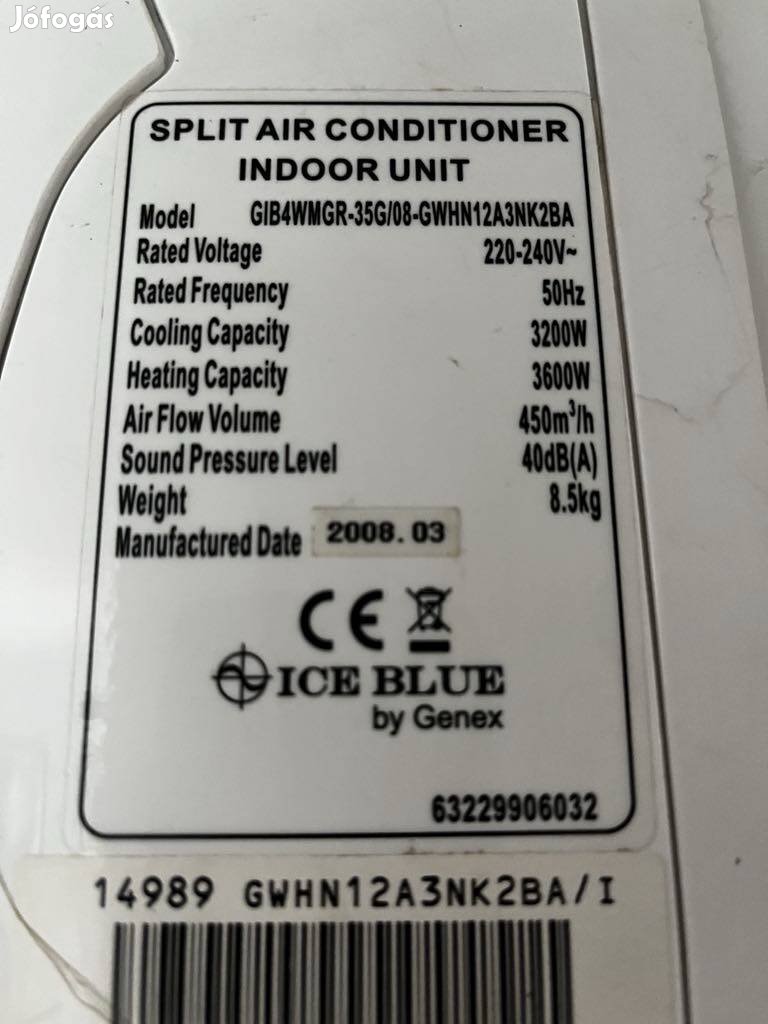 Jófogás
SPLIT AIR CONDITIONER
INDOOR UNIT
Model GIB4WMGR-35G/08-GWHN12A3NK2BA
Rated Voltage 220-240V~
Rated Frequency 50Hz
Cooling Capacity 3200W
Heating Capacity 3600W
Air Flow Volume 450m³/h
Sound Pressure Level 40dB(A)
Weight 8.5kg
Manufactured Date 2008.03
CE
ICE BLUE
by Genex
63229906032
14989 GWHN12A3NK2BA/I